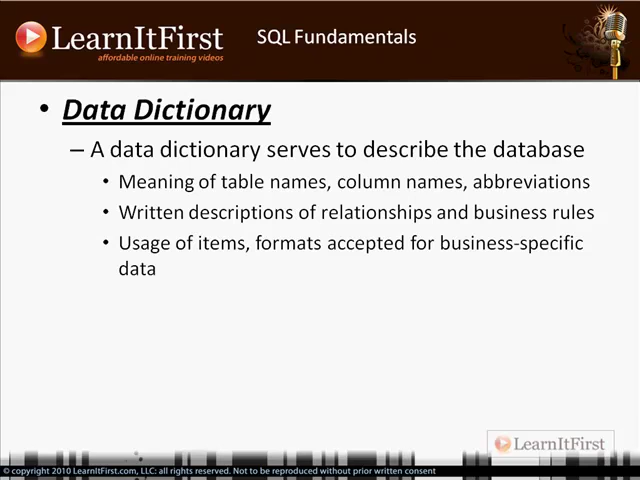 LearnItFirst
affordable online training videos
SQL Fundamentals
• Data Dictionary
– A data dictionary serves to describe the database
• Meaning of table names, column names, abbreviations
• Written descriptions of relationships and business rules
• Usage of items, formats accepted for business-specific
data
LearnItFirst
© copyright 2010 LearnItFirst.com, LLC: all rights reserved. Not to be reproduced without prior written consent